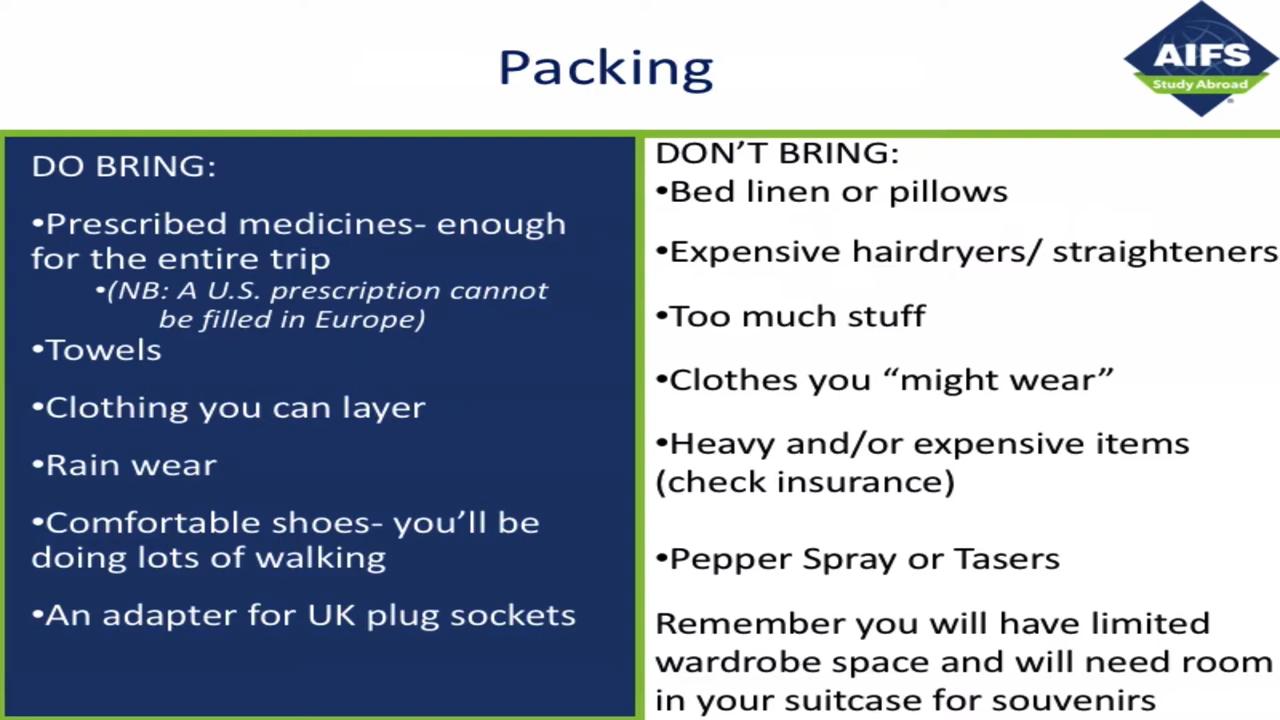 Packing
AIFS
Study Abroad
DO BRING:
•Prescribed medicines- enough
for the entire trip
•(NB: A U.S. prescription cannot
be filled in Europe)
•Towels
•Clothing you can layer
•Rain wear
•Comfortable shoes- you’ll be
doing lots of walking
•An adapter for UK plug sockets
DON’T BRING:
•Bed linen or pillows
•Expensive hairdryers/ straighteners
•Too much stuff
•Clothes you “might wear”
•Heavy and/or expensive items
(check insurance)
•Pepper Spray or Tasers
Remember you will have limited
wardrobe space and will need room
in your suitcase for souvenirs